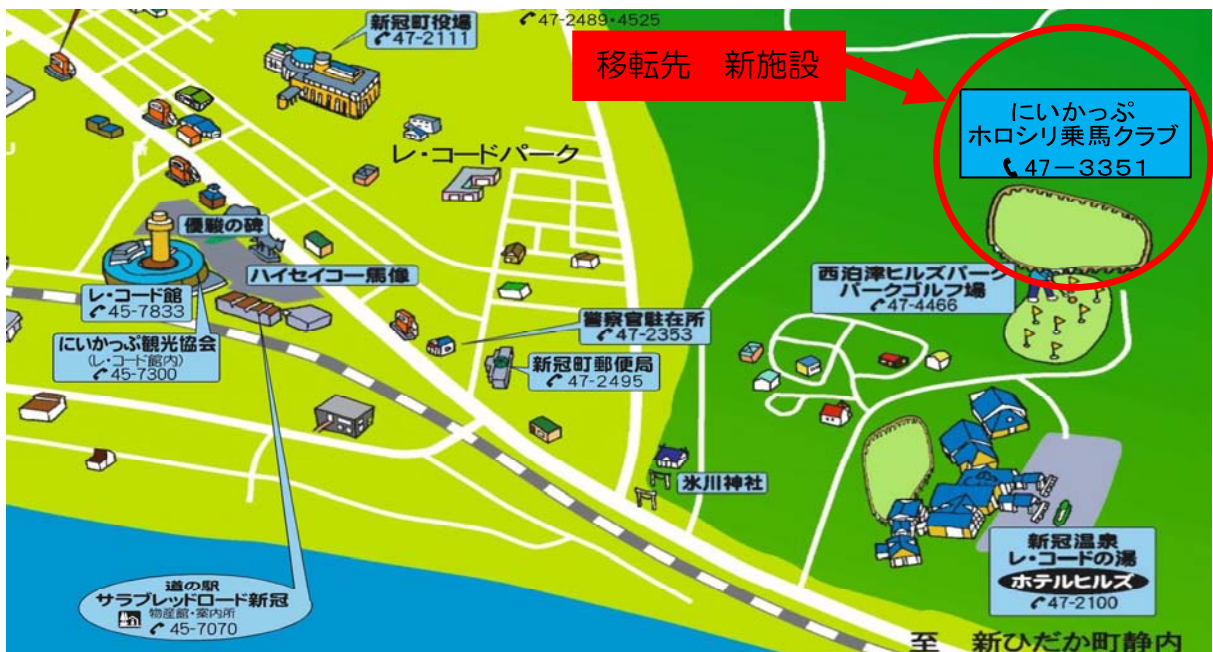 47-2489・4525
新冠町役場
47-2111
移転先　新施設
にいかっぷ
ホロシリ乗馬クラブ
47－3351
レ・コードパーク
優駿の碑
ハイセイコー馬像
レ・コード館
45-7833
にいかっぷ観光協会
(レ・コード館内)
45-7300
警察官駐在所
47-2353
新冠町郵便局
47-2495
西泊津ヒルズパーク
パークゴルフ場
47-4466
氷川神社
新冠温泉
レ・コードの湯
ホテルヒルズ
47-2100
道の駅
サラブレッドロード新冠
物産館・案内所
45-7070
至　新ひだか町静内